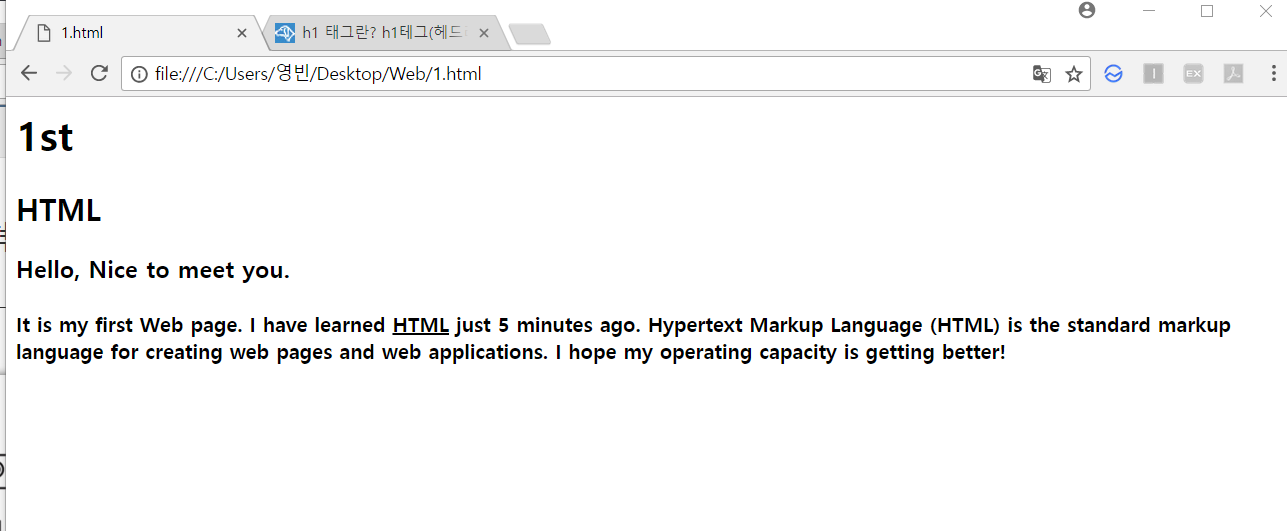 1.html
h1 태그란? h1테그(헤드
file:///C:/Users/영빈/Desktop/Web/1.html
EX
1st
HTML
Hello, Nice to meet you.
It is my first Web page. I have learned HTML just 5 minutes ago. Hypertext Markup Language (HTML) is the standard markup
language for creating web pages and web applications. I hope my operating capacity is getting better!